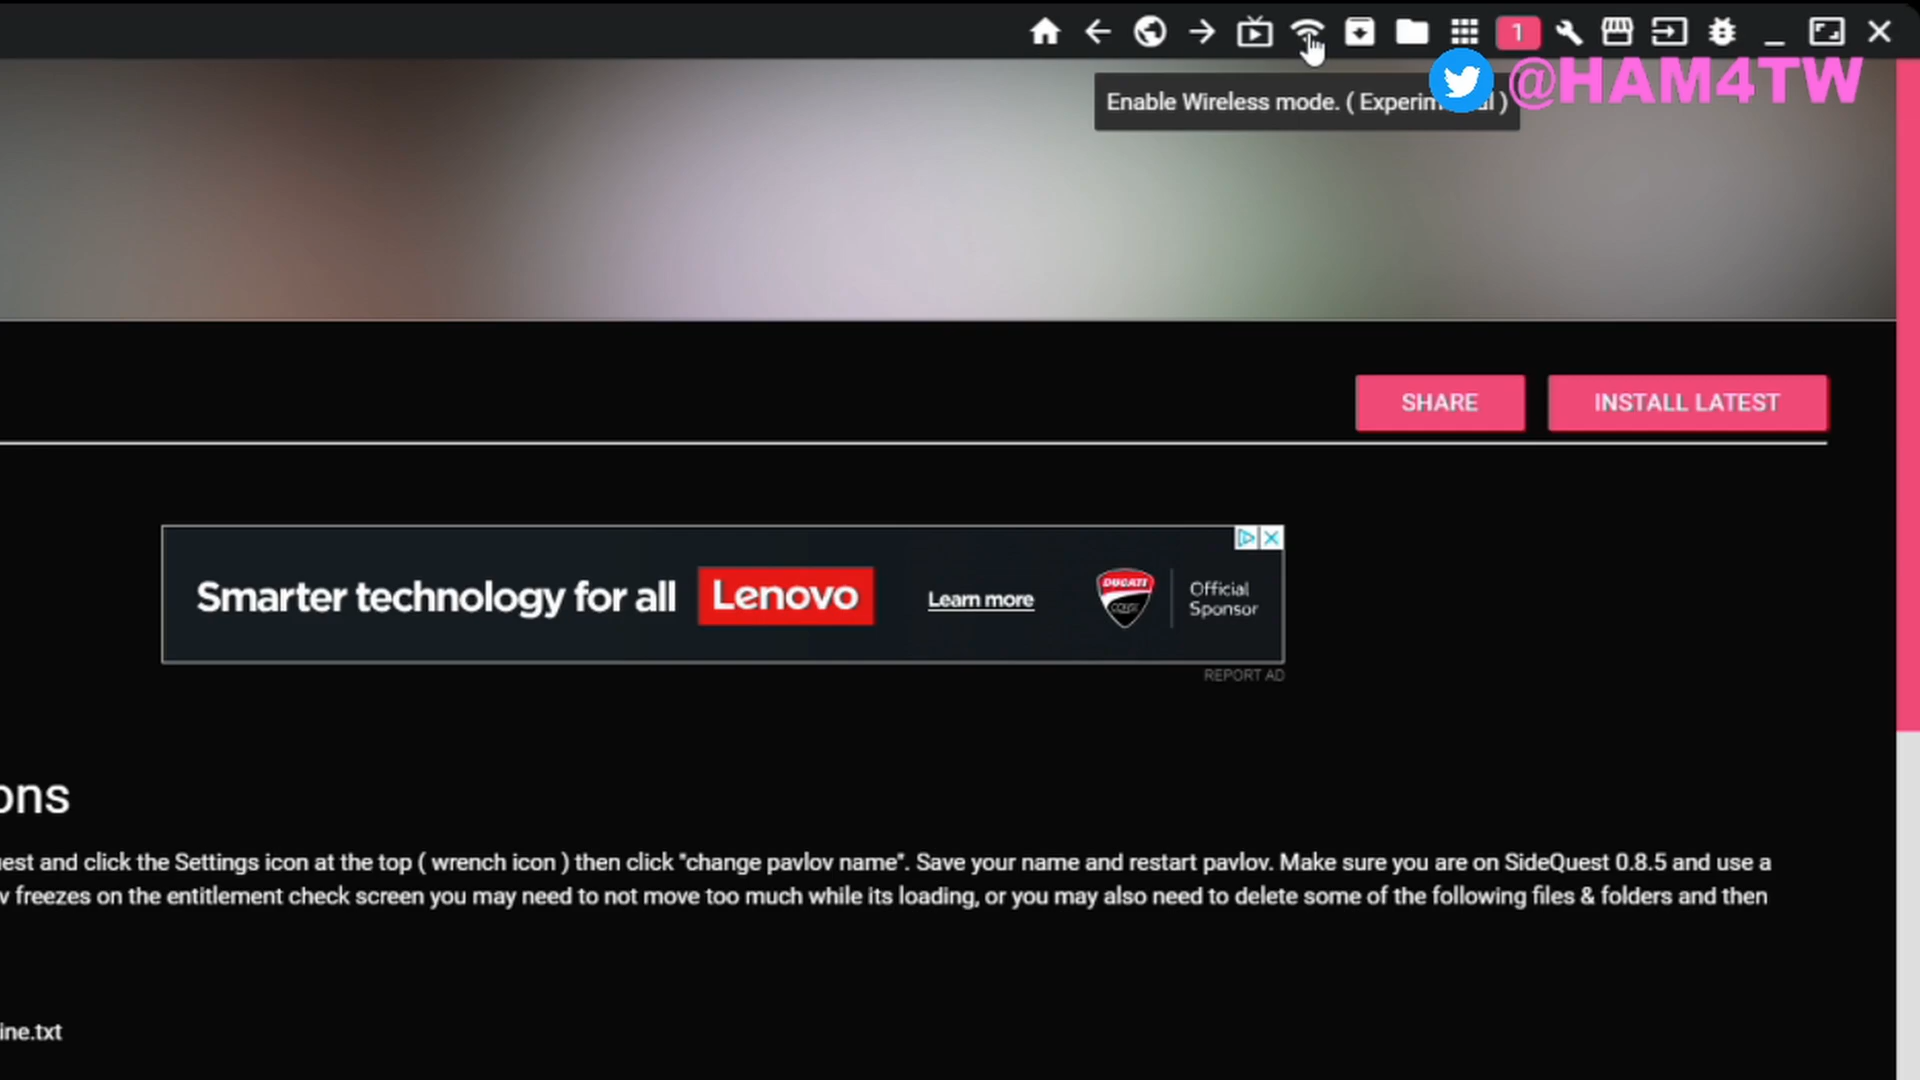 1
@HAM4TW
Enable Wireless mode. ( Experim l )
SHARE
INSTALL LATEST
Smarter technology for all
Lenovo
Learn more
DUCATI
CORSE
Official
Sponsor
REPORT AD
ons
est and click the Settings icon at the top ( wrench icon ) then click "change pavlov name". Save your name and restart pavlov. Make sure you are on SideQuest 0.8.5 and use a
v freezes on the entitlement check screen you may need to not move too much while its loading, or you may also need to delete some of the following files & folders and then
ine.txt